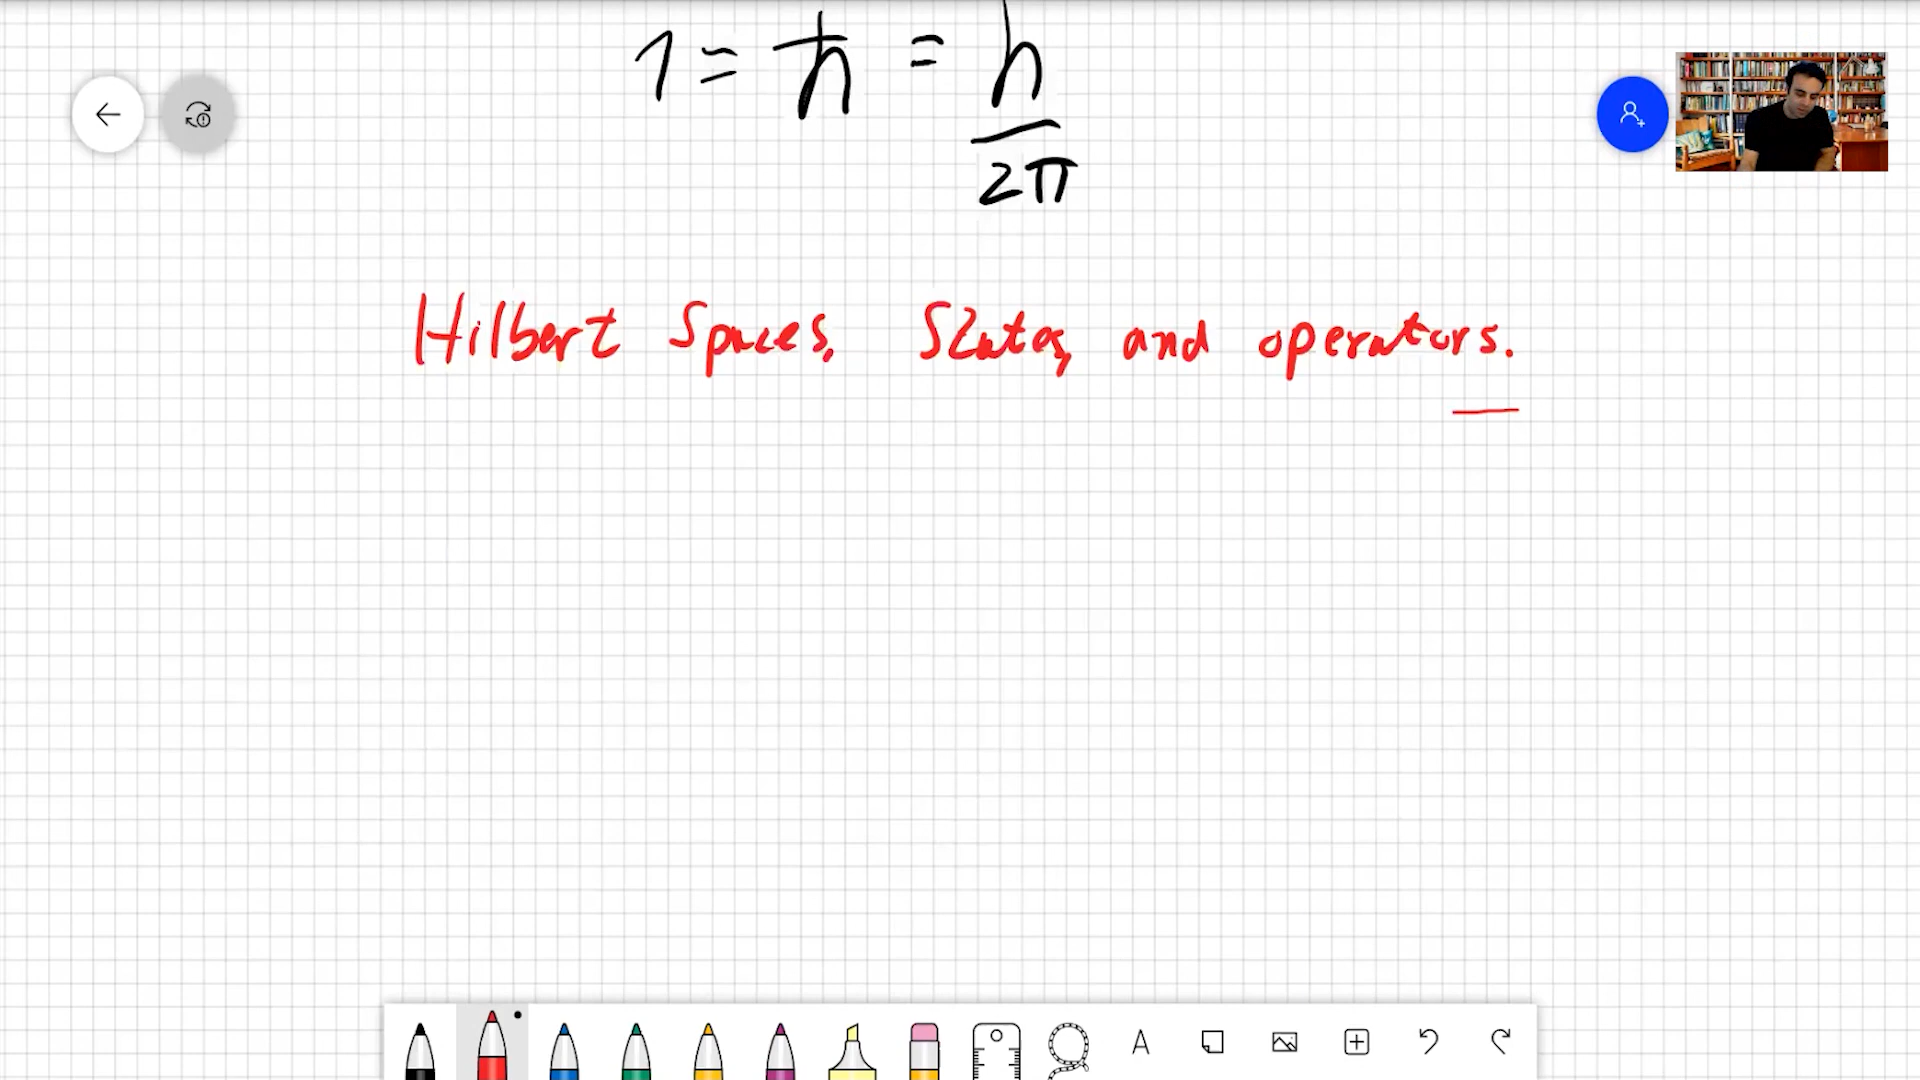 1 = ħ = h
2π
Hilbert Spaces, States, and operators.
A